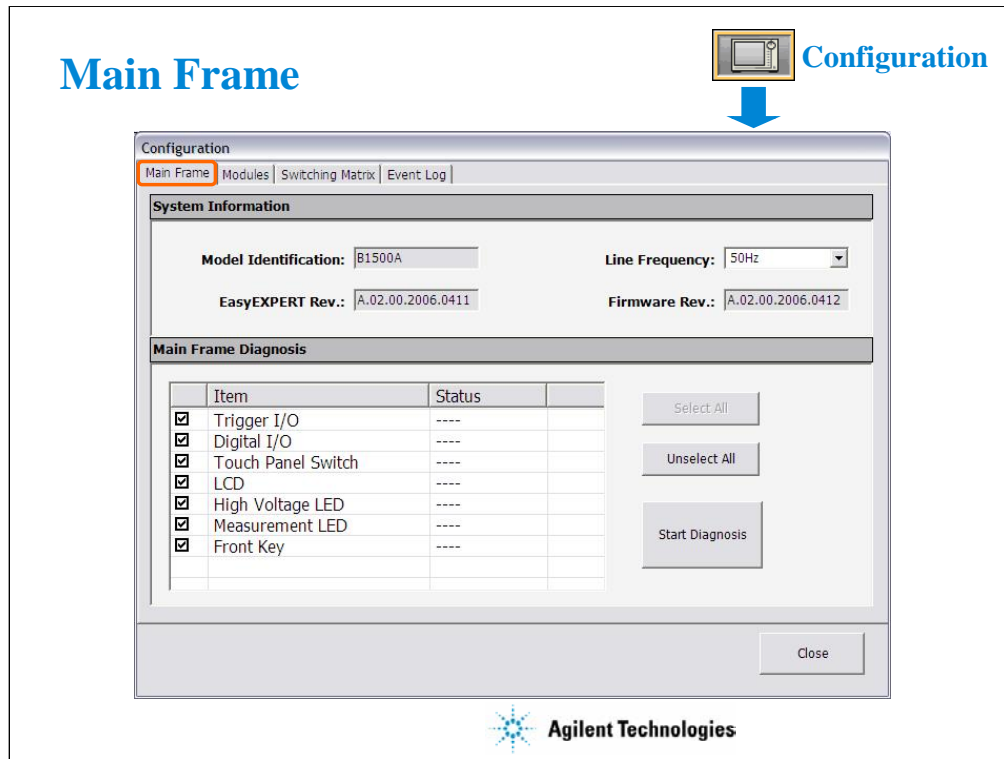 Main Frame
Configuration
Configuration
Main Frame Modules Switching Matrix Event Log
System Information
Model Identification: B1500A Line Frequency: 50Hz
EasyEXPERT Rev.: A.02.00.2006.0411 Firmware Rev.: A.02.00.2006.0412
Main Frame Diagnosis
Item Status
Trigger I/O ----
Digital I/O ----
Touch Panel Switch ----
LCD ----
High Voltage LED ----
Measurement LED ----
Front Key ----
Select All
Unselect All
Start Diagnosis
Close
Agilent Technologies